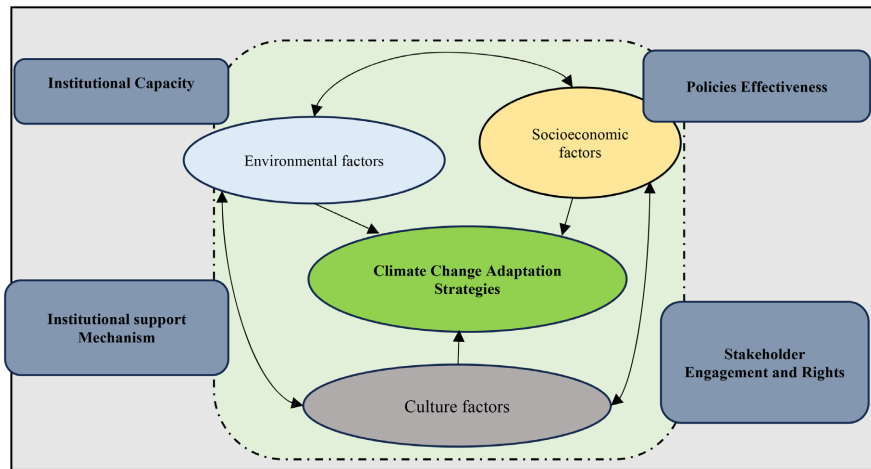 Institutional Capacity
Policies Effectiveness
Environmental factors
Socioeconomic
factors
Climate Change Adaptation
Strategies
Institutional support
Mechanism
Stakeholder
Engagement and Rights
Culture factors